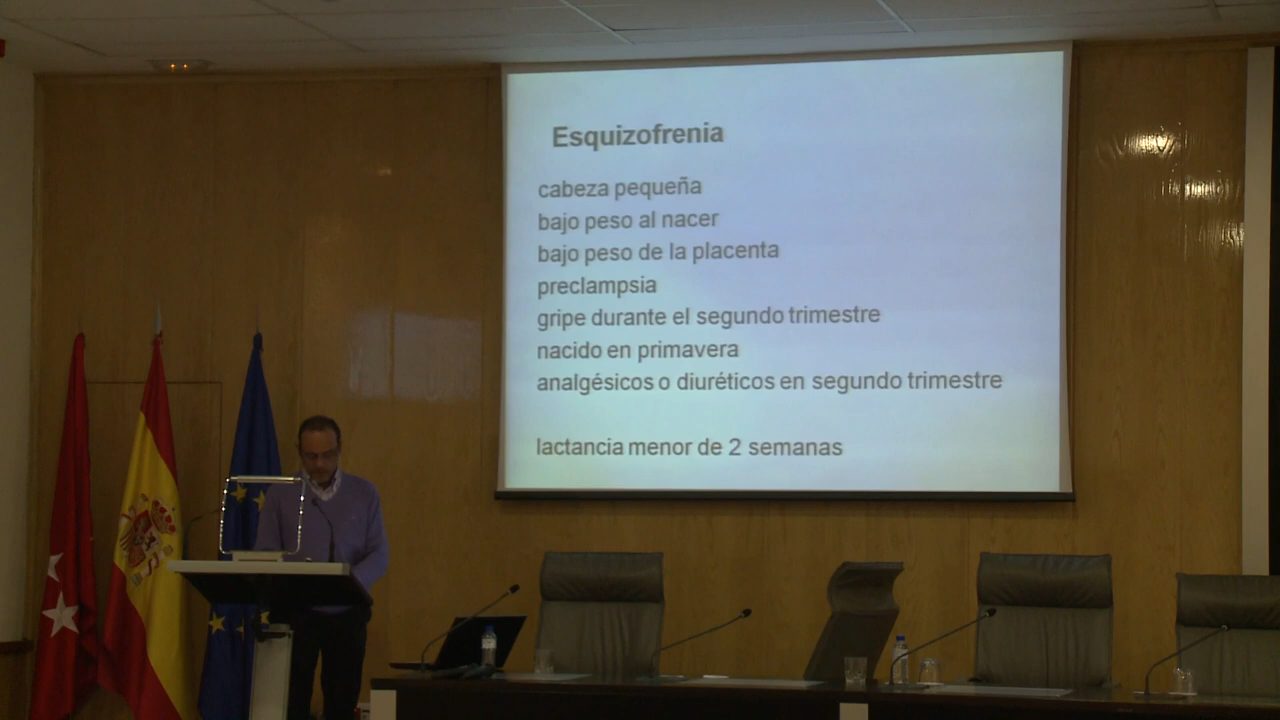 Esquizofrenia
cabeza pequeña
bajo peso al nacer
bajo peso de la placenta
preclampsia
gripe durante el segundo trimestre
nacido en primavera
analgésicos o diuréticos en segundo trimestre
lactancia menor de 2 semanas